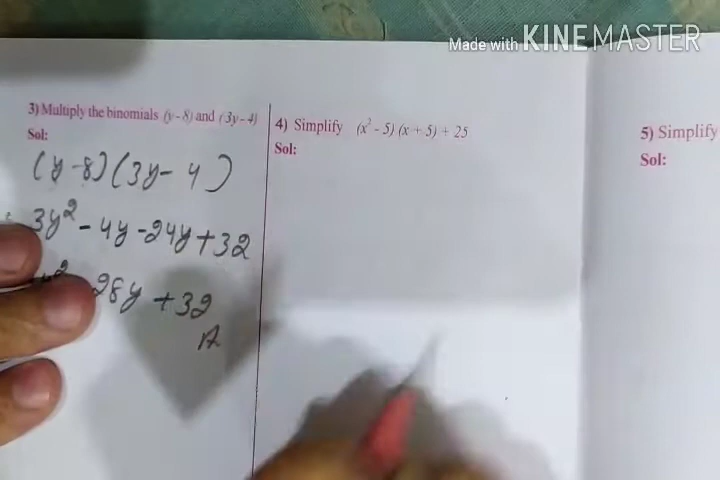 Made with KINEMASTER
3) Multiply the binomials (y - 8) and (3y - 4)
Sol:
(y - 8) (3y - 4)
3y² - 4y - 24y + 32
28y + 32
4) Simplify (x² - 5) (x + 5) + 25
Sol:
5) Simplify
Sol: